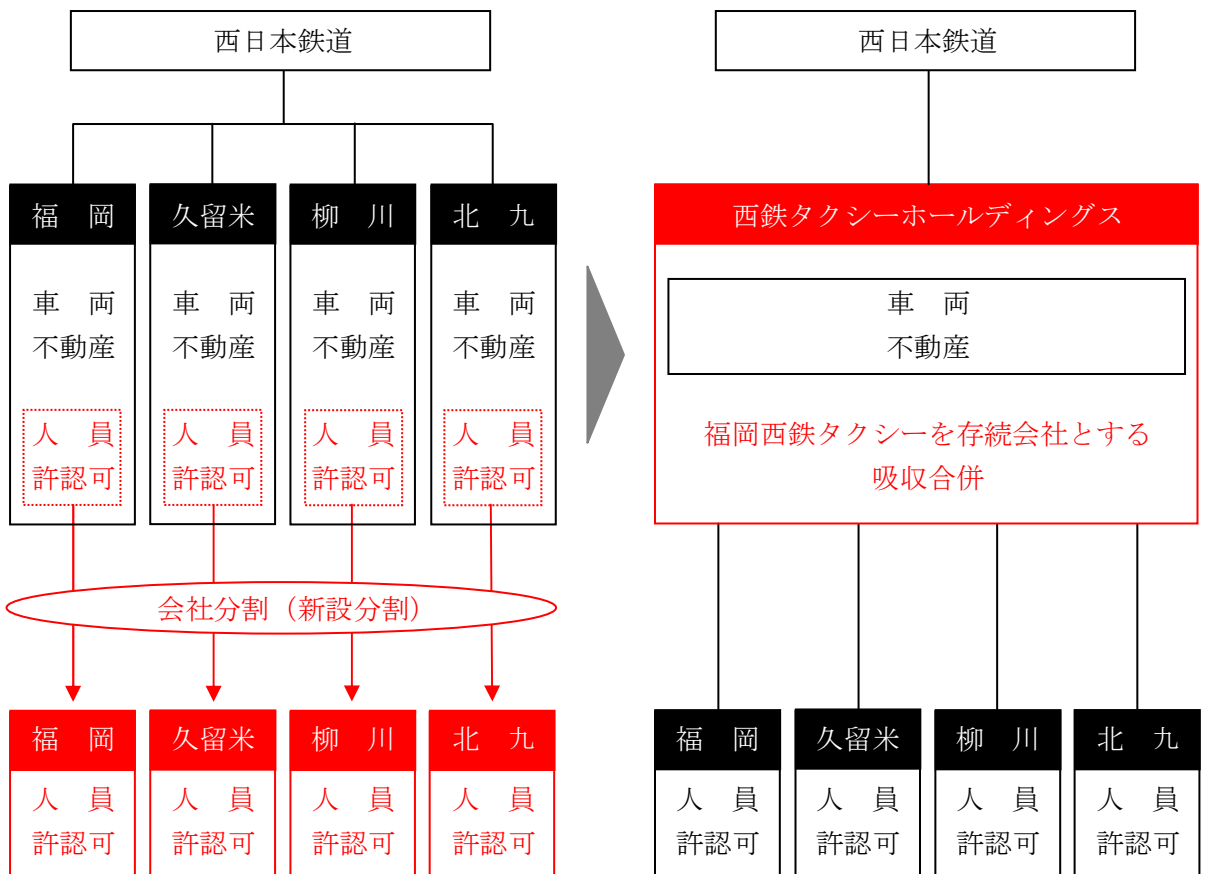 西日本鉄道
福　岡
車　両
不動産
人　員
許認可
久留米
車　両
不動産
人　員
許認可
柳　川
車　両
不動産
人　員
許認可
北　九
車　両
不動産
人　員
許認可
会社分割（新設分割）
福　岡
人　員
許認可
久留米
人　員
許認可
柳　川
人　員
許認可
北　九
人　員
許認可
西日本鉄道
西鉄タクシーホールディングス
車　両
不動産
福岡西鉄タクシーを存続会社とする
吸収合併
福　岡
人　員
許認可
久留米
人　員
許認可
柳　川
人　員
許認可
北　九
人　員
許認可